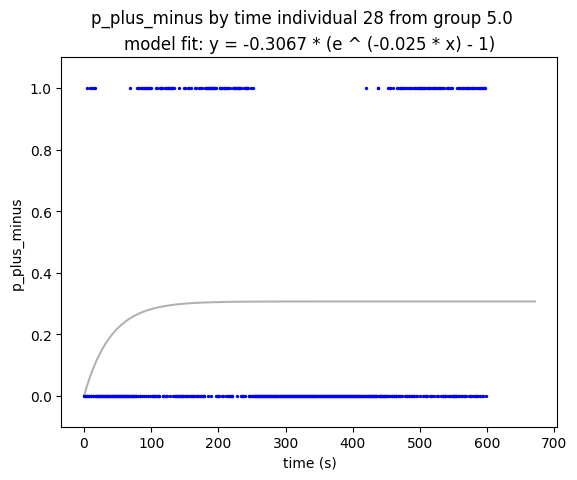 p_plus_minus by time individual 28 from group 5.0
model fit: y = -0.3067 * (e ^ (-0.025 * x) - 1)
1.0
0.8
0.6
0.4
0.2
0.0
p_plus_minus
0 100 200 300 400 500 600 700
time (s)